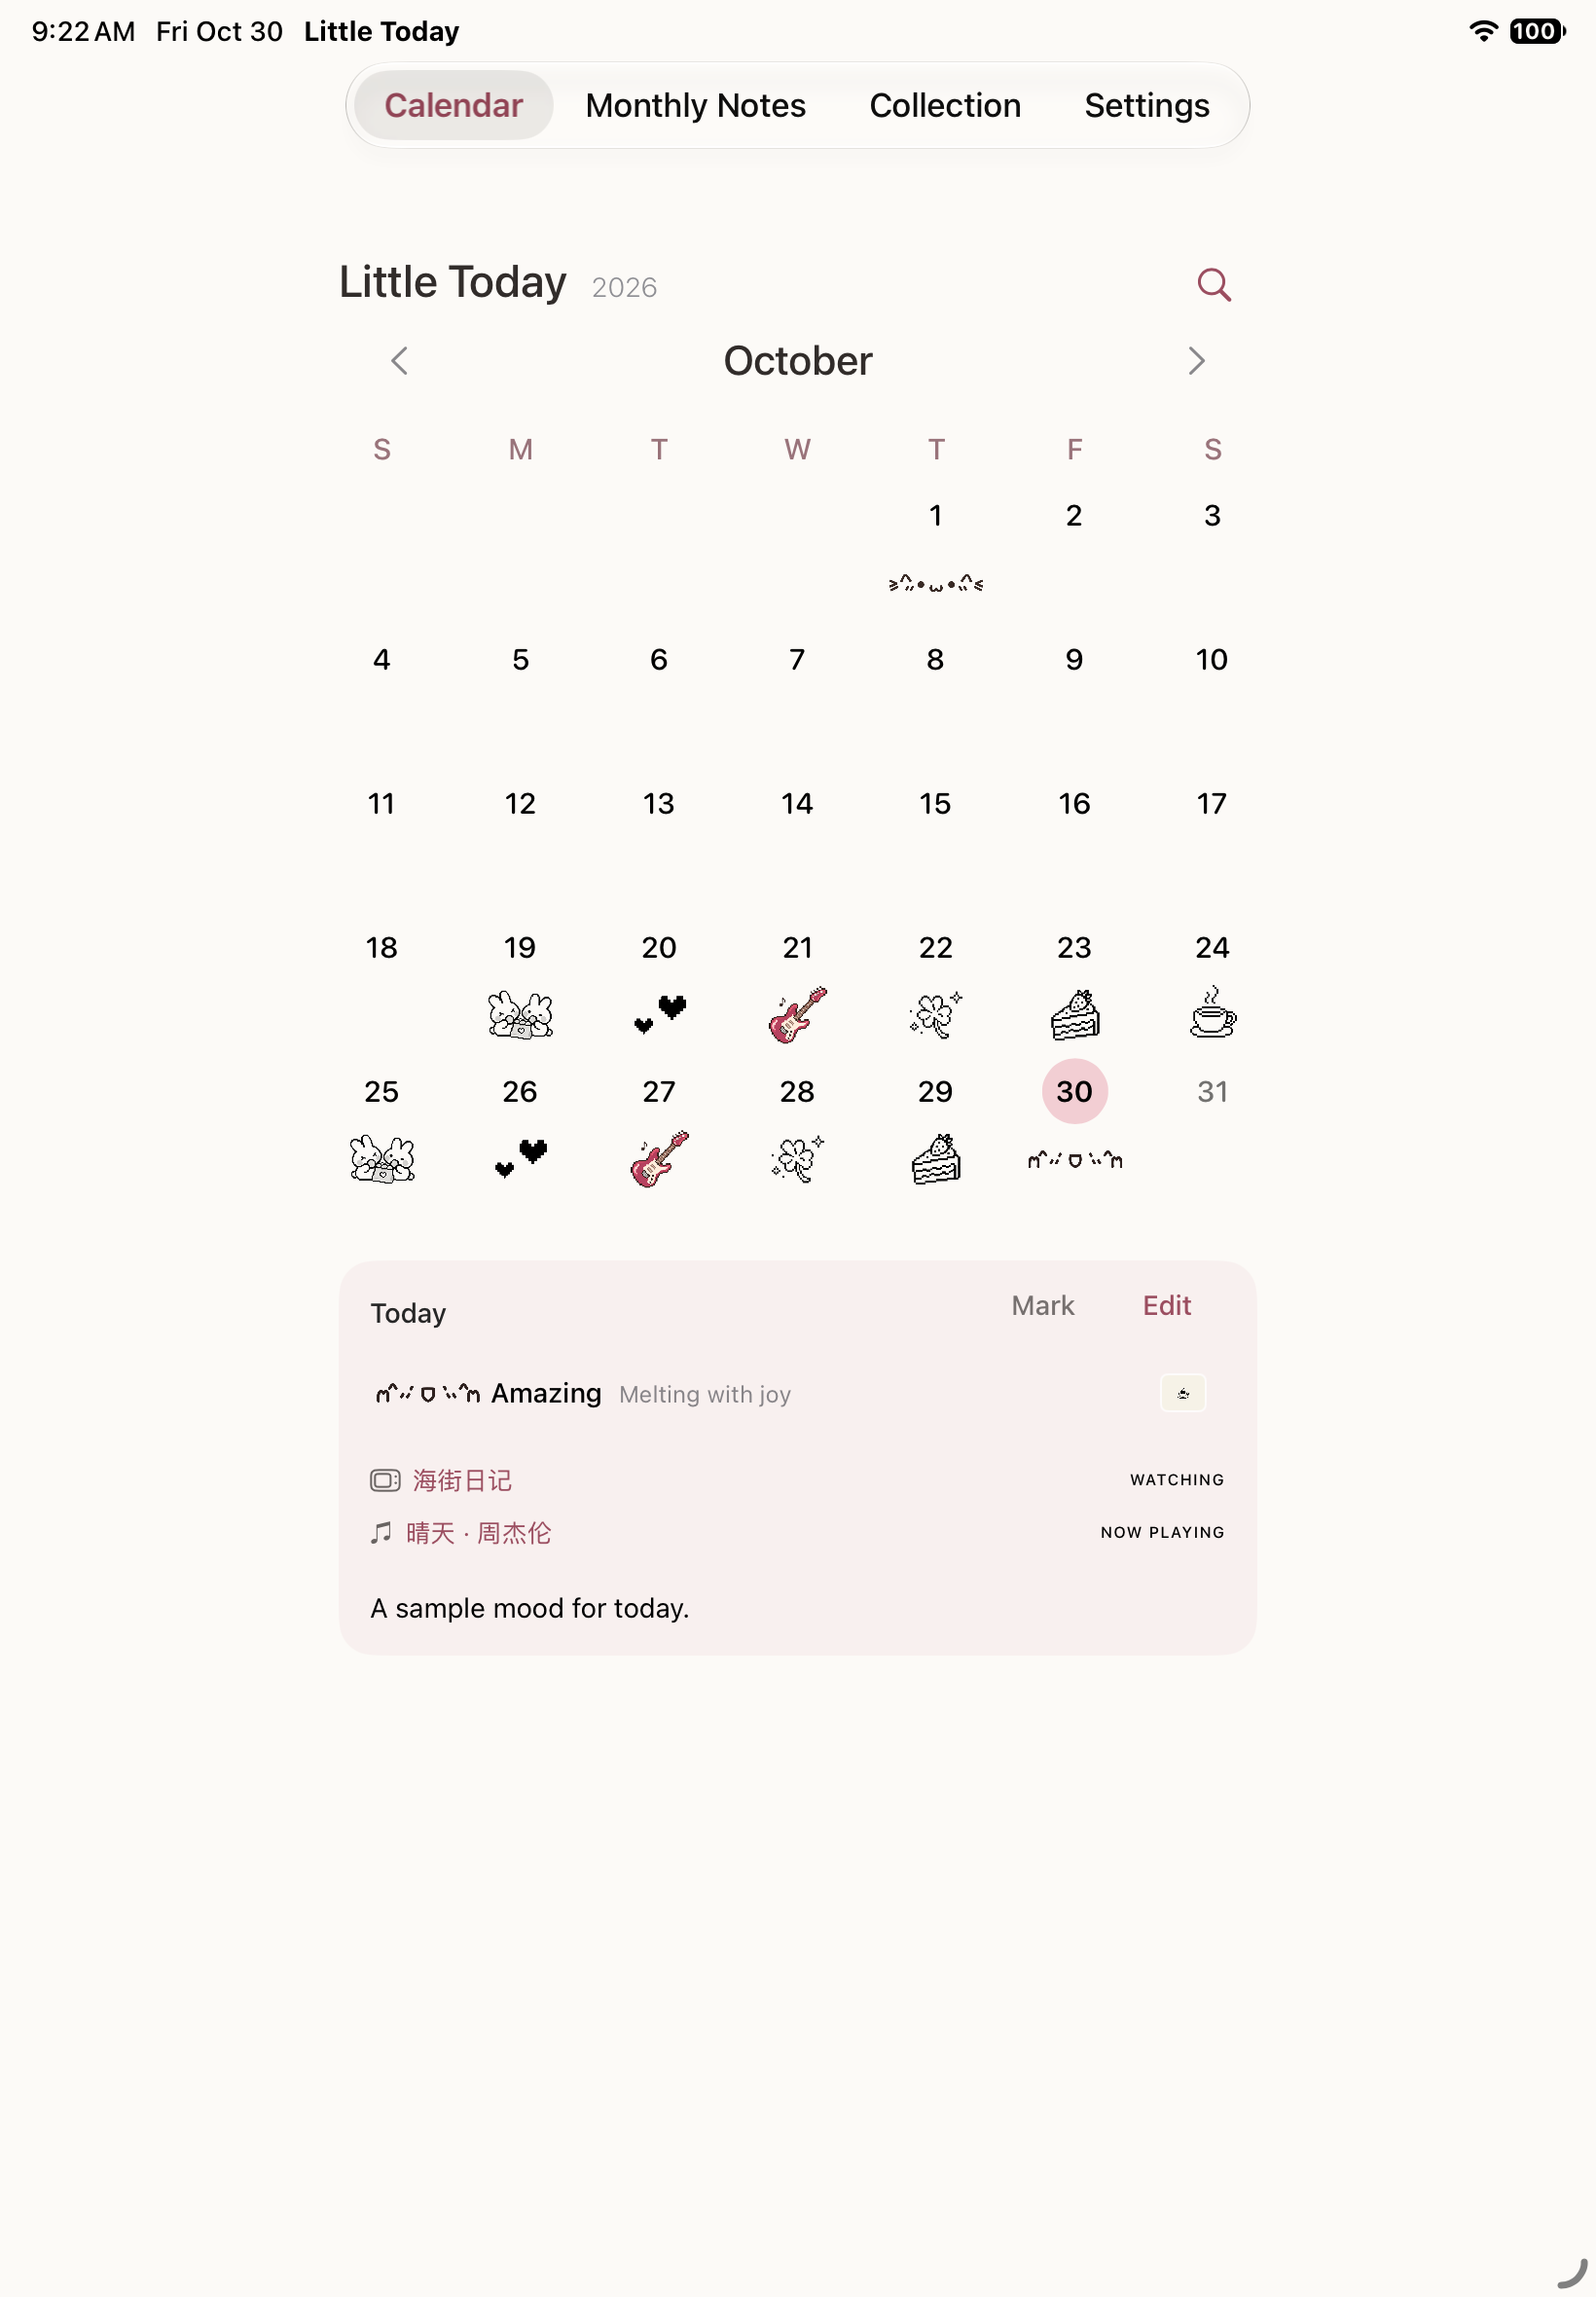 9:22 AM Fri Oct 30 Little Today 100
Calendar Monthly Notes Collection Settings
Little Today 2026
October
S M T W T F S
1 2 3
4 5 6 7 8 9 10
11 12 13 14 15 16 17
18 19 20 21 22 23 24
25 26 27 28 29 30 31
Today Mark Edit
Amazing Melting with joy
海街日记 WATCHING
晴天 · 周杰伦 NOW PLAYING
A sample mood for today.